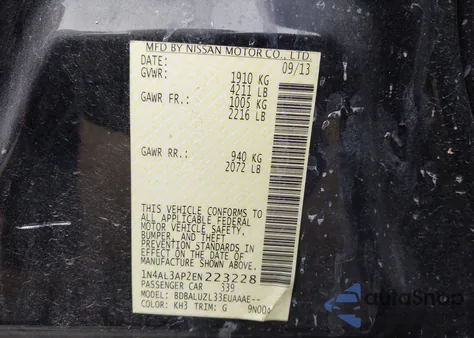 MFD BY NISSAN MOTOR CO., LTD.
DATE: 09/13
GVWR: 1910 KG
4211 LB
GAWR FR.: 1005 KG
2216 LB
GAWR RR.: 940 KG
2072 LB
THIS VEHICLE CONFORMS TO
ALL APPLICABLE FEDERAL
MOTOR VEHICLE SAFETY,
BUMPER, AND THEFT
PREVENTION STANDARDS IN
EFFECT ON THE DATE OF
MANUFACTURE SHOWN ABOVE.
1N4AL3AP2EN223228
PASSENGER CAR 339
MODEL: BDBALUZL33EUAAAE--
COLOR: KH3 TRIM: G 9N004
autoShop